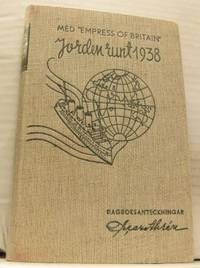 MED "EMPRESS OF BRITAIN"
Jorden runt 1938
DAGBOKSANTECKNINGAR